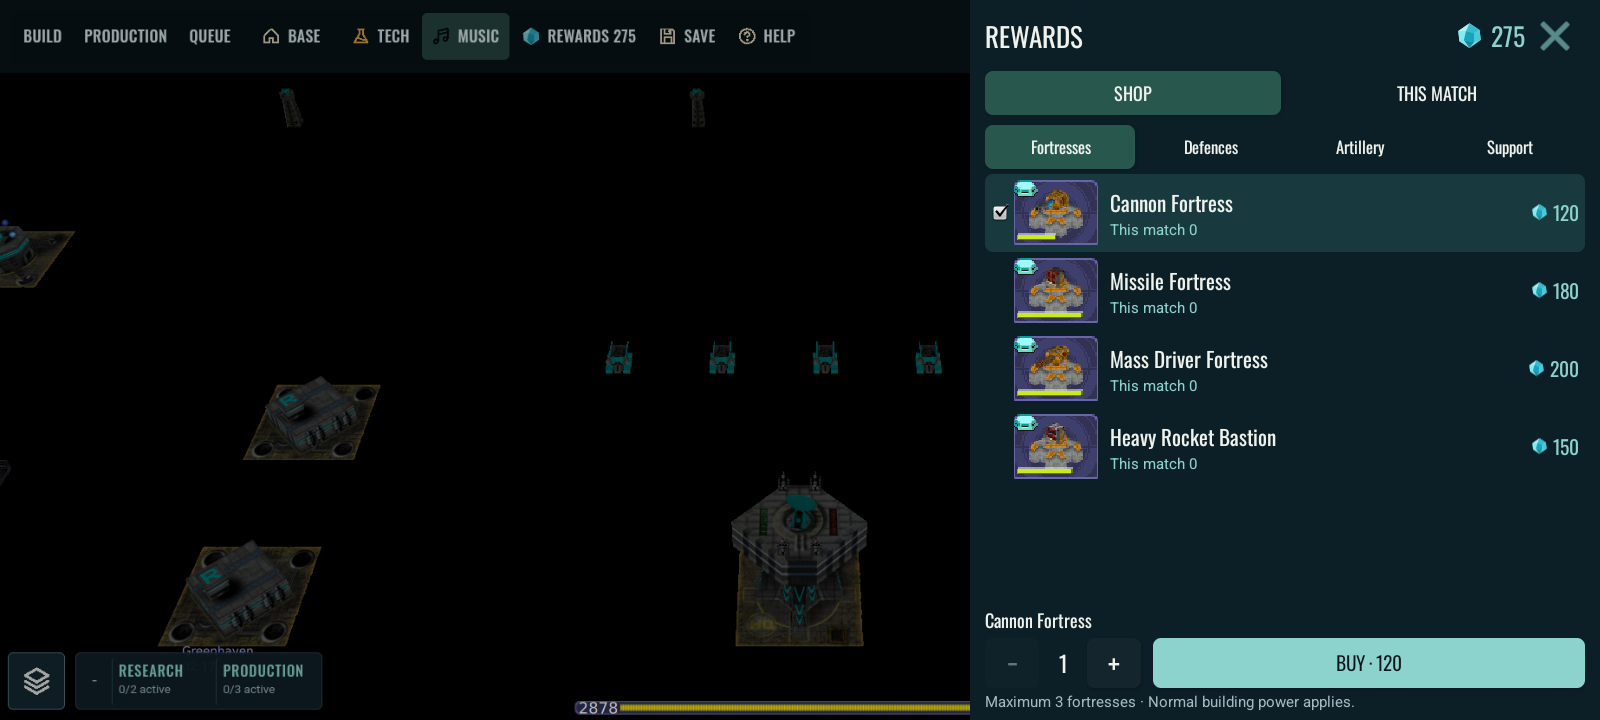 BUILD PRODUCTION QUEUE BASE TECH MUSIC REWARDS 275 SAVE HELP
REWARDS 275
SHOP THIS MATCH
Fortresses Defences Artillery Support
Cannon Fortress 120
This match 0
Missile Fortress 180
This match 0
Mass Driver Fortress 200
This match 0
Heavy Rocket Bastion 150
This match 0
Cannon Fortress
- 1 + BUY · 120
Maximum 3 fortresses · Normal building power applies.
R
R
Greenhaven
- RESEARCH PRODUCTION
0/2 active 0/3 active
2878